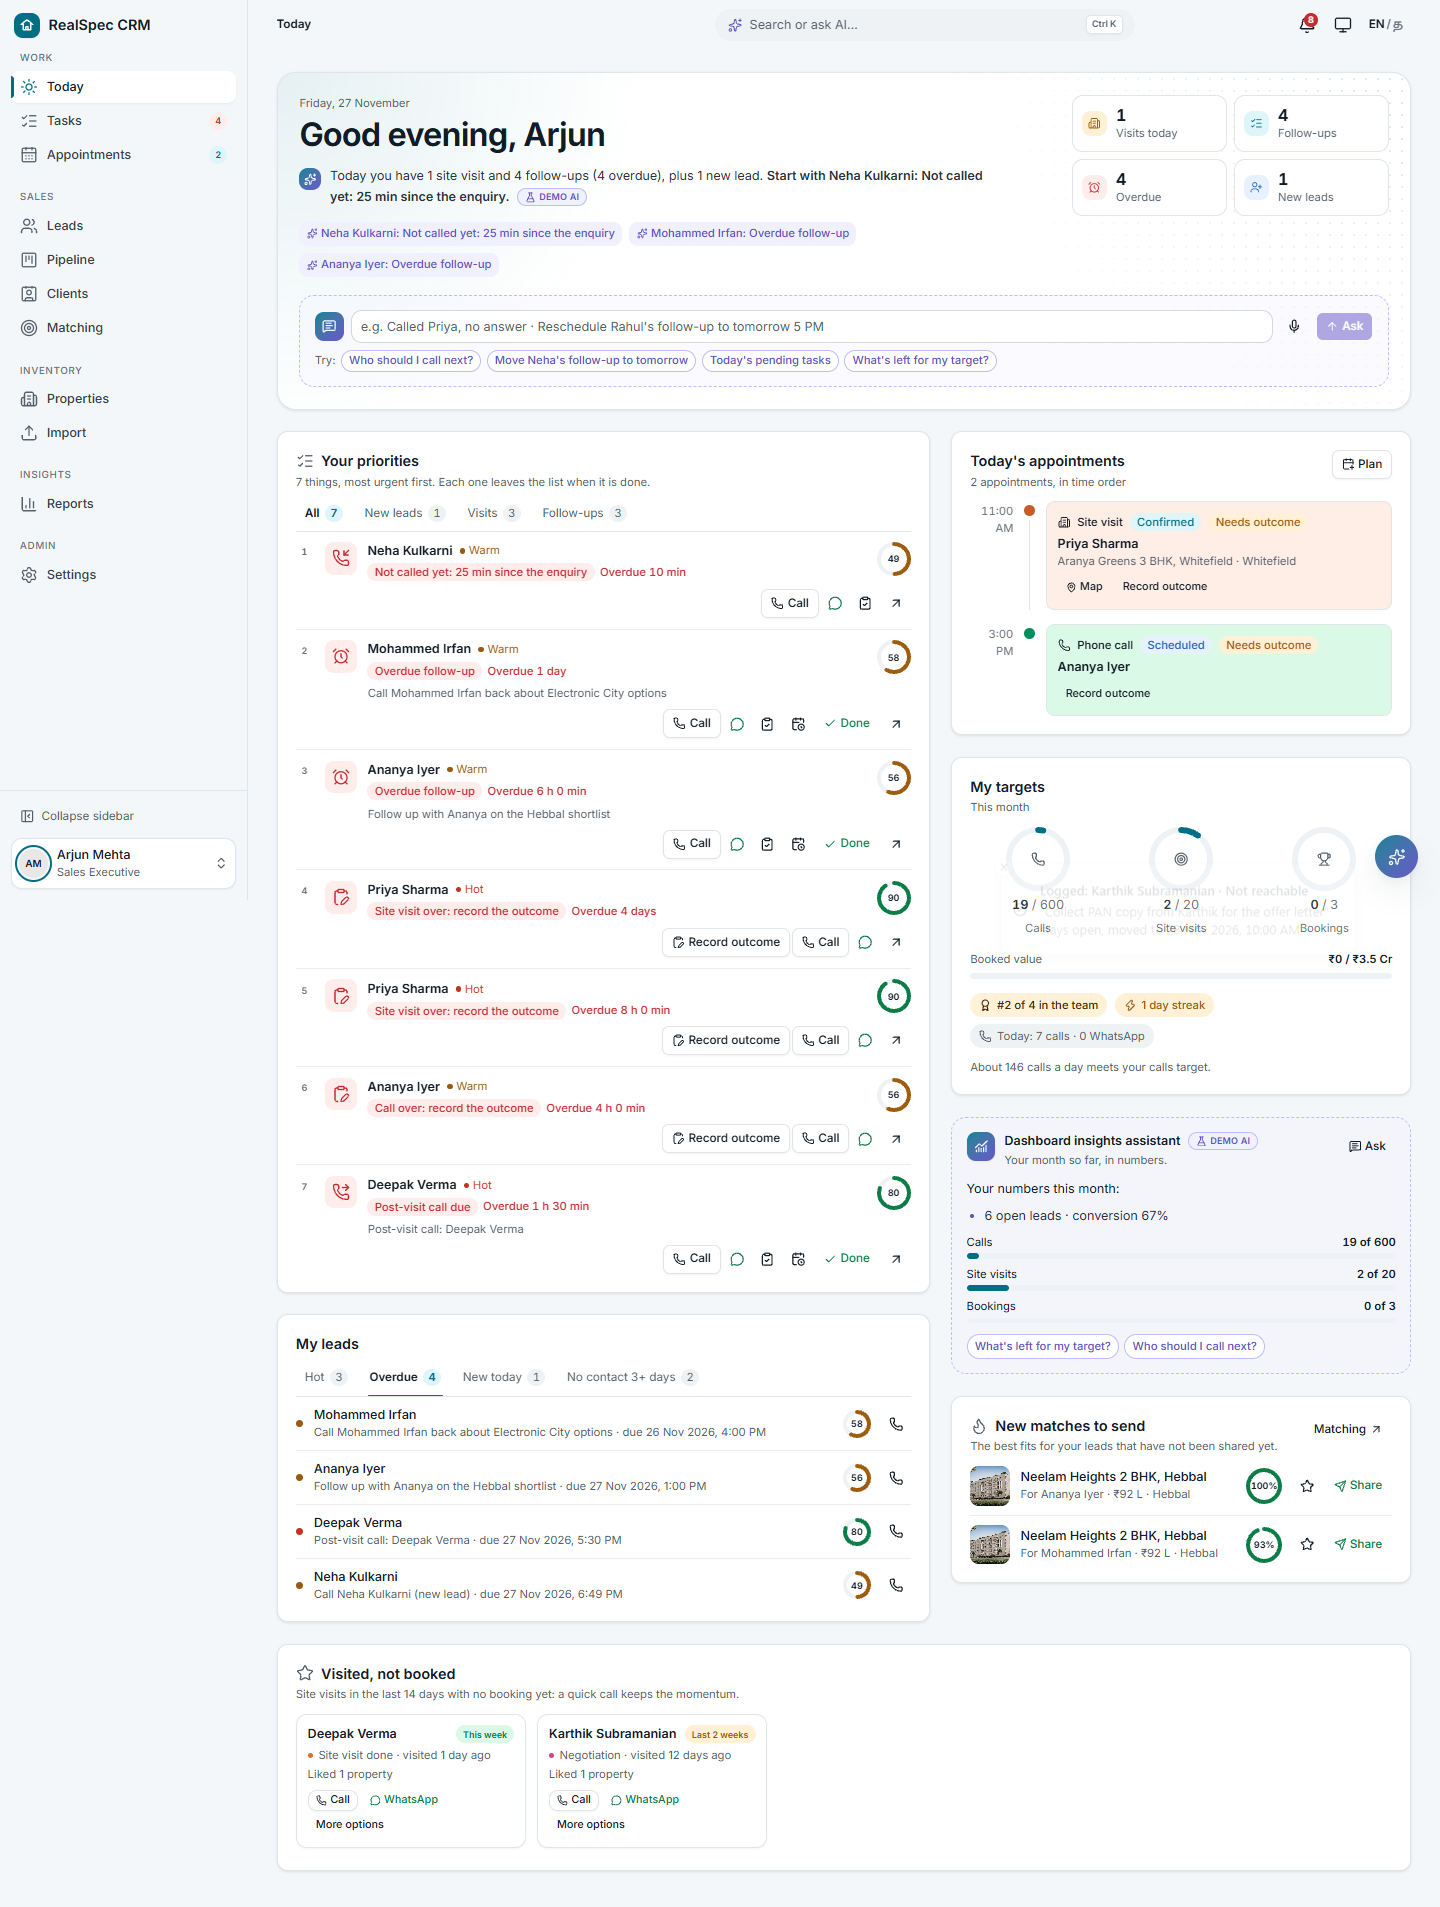 RealSpec CRM
WORK
Today
Tasks 4
Appointments 2
SALES
Leads
Pipeline
Clients
Matching
INVENTORY
Properties
Import
INSIGHTS
Reports
ADMIN
Settings
Collapse sidebar
AM
Arjun Mehta
Sales Executive
Today
Search or ask AI...
Ctrl K
8
EN / த
Friday, 27 November
Good evening, Arjun
Today you have 1 site visit and 4 follow-ups (4 overdue), plus 1 new lead. Start with Neha Kulkarni: Not called
yet: 25 min since the enquiry. DEMO AI
Neha Kulkarni: Not called yet: 25 min since the enquiry
Mohammed Irfan: Overdue follow-up
Ananya Iyer: Overdue follow-up
1
Visits today
4
Follow-ups
4
Overdue
1
New leads
e.g. Called Priya, no answer · Reschedule Rahul's follow-up to tomorrow 5 PM
Ask
Try: Who should I call next? Move Neha's follow-up to tomorrow Today's pending tasks What's left for my target?
Your priorities
7 things, most urgent first. Each one leaves the list when it is done.
All 7 New leads 1 Visits 3 Follow-ups 3
1 Neha Kulkarni Warm 49
Not called yet: 25 min since the enquiry Overdue 10 min
Call
2 Mohammed Irfan Warm 58
Overdue follow-up Overdue 1 day
Call Mohammed Irfan back about Electronic City options
Call Done
3 Ananya Iyer Warm 56
Overdue follow-up Overdue 6 h 0 min
Follow up with Ananya on the Hebbal shortlist
Call Done
4 Priya Sharma Hot 90
Site visit over: record the outcome Overdue 4 days
Record outcome Call
5 Priya Sharma Hot 90
Site visit over: record the outcome Overdue 8 h 0 min
Record outcome Call
6 Ananya Iyer Warm 56
Call over: record the outcome Overdue 4 h 0 min
Record outcome Call
7 Deepak Verma Hot 80
Post-visit call due Overdue 1 h 30 min
Post-visit call: Deepak Verma
Call Done
My leads
Hot 3 Overdue 4 New today 1 No contact 3+ days 2
Mohammed Irfan
Call Mohammed Irfan back about Electronic City options · due 26 Nov 2026, 4:00 PM
58
Ananya Iyer
Follow up with Ananya on the Hebbal shortlist · due 27 Nov 2026, 1:00 PM
56
Deepak Verma
Post-visit call: Deepak Verma · due 27 Nov 2026, 5:30 PM
80
Neha Kulkarni
Call Neha Kulkarni (new lead) · due 27 Nov 2026, 6:49 PM
49
Today's appointments
2 appointments, in time order
Plan
11:00
AM
Site visit Confirmed Needs outcome
Priya Sharma
Aranya Greens 3 BHK, Whitefield · Whitefield
Map Record outcome
3:00
PM
Phone call Scheduled Needs outcome
Ananya Iyer
Record outcome
My targets
This month
Logged: Karthik Subramanian · Not reachable
19 / 600
2 / 20
0 / 3
Collect PAN copy from Karthik for the offer letter
Calls
Site visits
Bookings
2026, 10:00 AM
Booked value ₹0 / ₹3.5 Cr
#2 of 4 in the team 1 day streak
Today: 7 calls · 0 WhatsApp
About 146 calls a day meets your calls target.
Dashboard insights assistant DEMO AI
Your month so far, in numbers.
Ask
Your numbers this month:
• 6 open leads · conversion 67%
Calls 19 of 600
Site visits 2 of 20
Bookings 0 of 3
What's left for my target? Who should I call next?
New matches to send
Matching
The best fits for your leads that have not been shared yet.
Neelam Heights 2 BHK, Hebbal
For Ananya Iyer · ₹92 L · Hebbal
100%
Share
Neelam Heights 2 BHK, Hebbal
For Mohammed Irfan · ₹92 L · Hebbal
93%
Share
Visited, not booked
Site visits in the last 14 days with no booking yet: a quick call keeps the momentum.
Deepak Verma This week
Site visit done · visited 1 day ago
Liked 1 property
Call WhatsApp
More options
Karthik Subramanian Last 2 weeks
Negotiation · visited 12 days ago
Liked 1 property
Call WhatsApp
More options